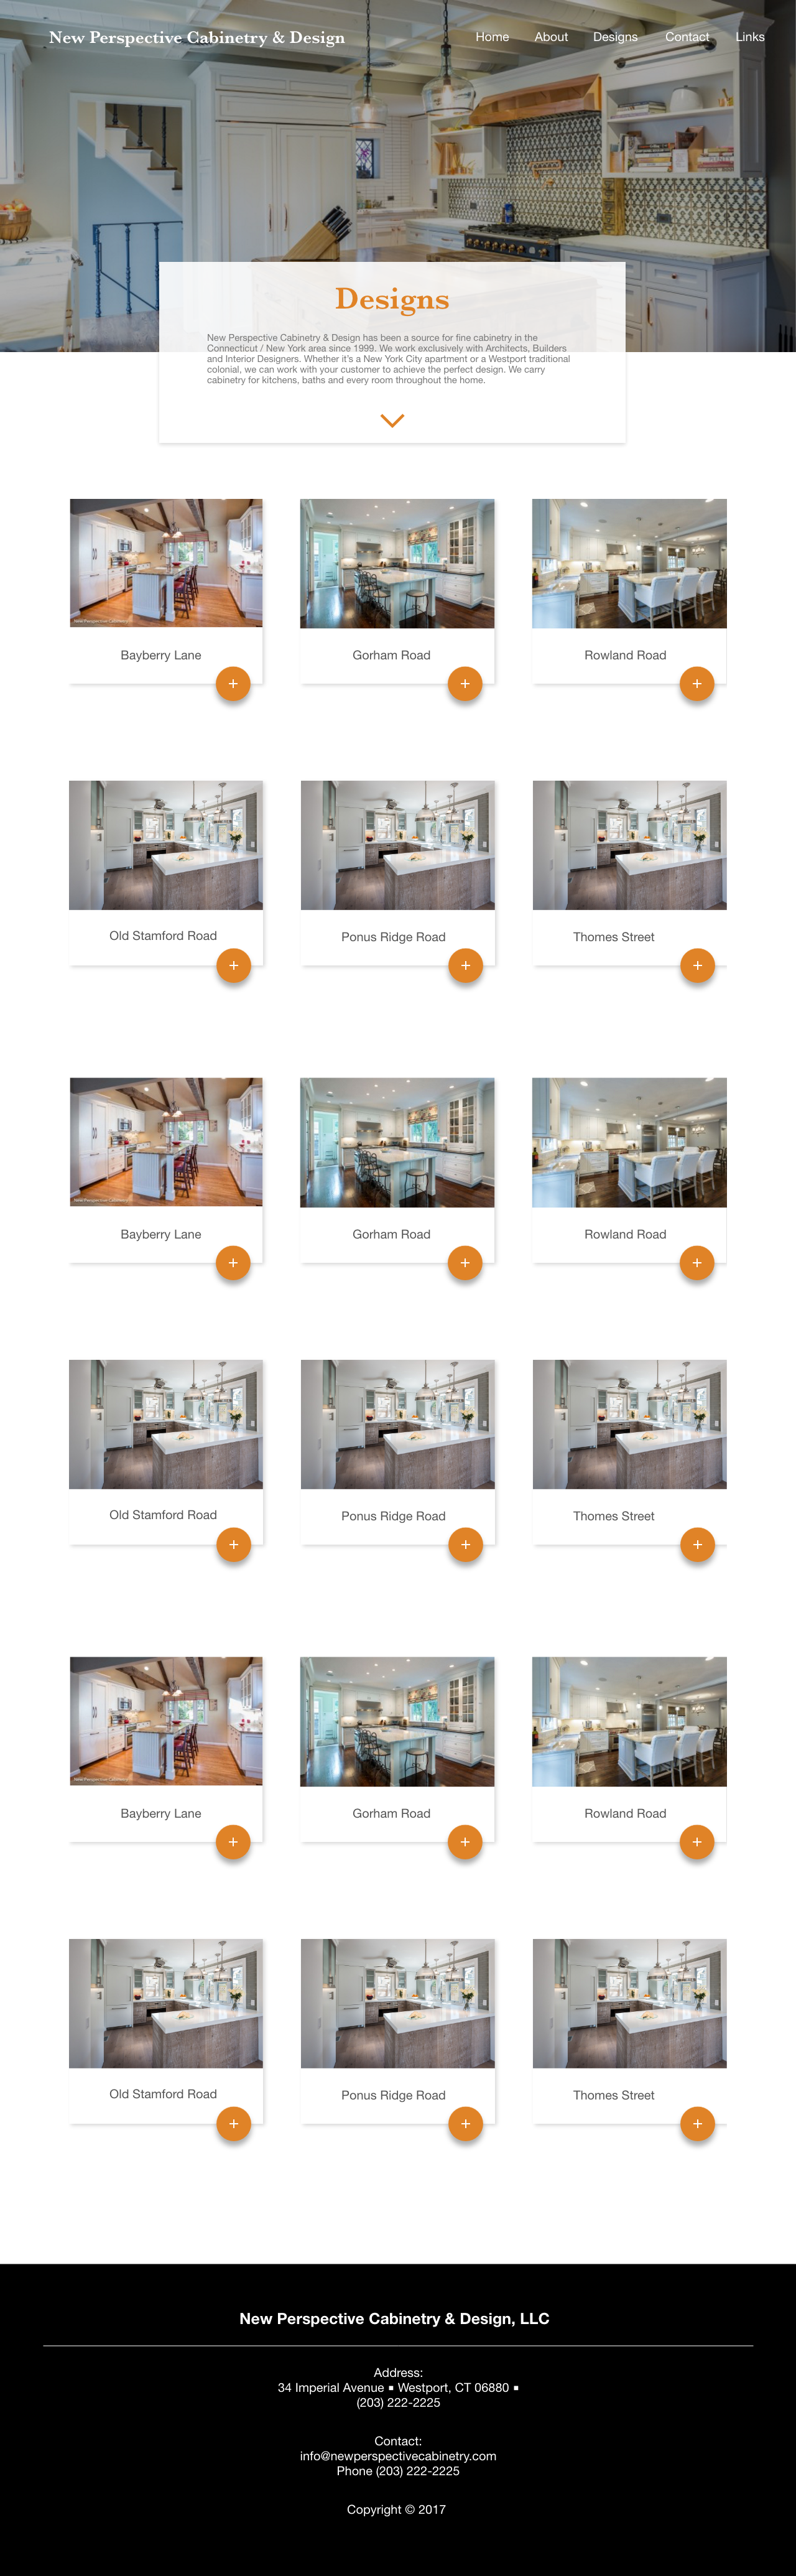 New Perspective Cabinetry & Design
Home About Designs Contact Links
Designs
New Perspective Cabinetry & Design has been a source for fine cabinetry in the
Connecticut / New York area since 1999. We work exclusively with Architects, Builders
and Interior Designers. Whether it's a New York City apartment or a Westport traditional
colonial, we can work with your customer to achieve the perfect design. We carry
cabinetry for kitchens, baths and every room throughout the home.
Bayberry Lane
Gorham Road
Rowland Road
+ + +
Old Stamford Road
Ponus Ridge Road
Thomes Street
+ + +
Bayberry Lane
Gorham Road
Rowland Road
+ + +
Old Stamford Road
Ponus Ridge Road
Thomes Street
+ + +
Bayberry Lane
Gorham Road
Rowland Road
+ + +
Old Stamford Road
Ponus Ridge Road
Thomes Street
+ + +
New Perspective Cabinetry & Design, LLC
Address:
34 Imperial Avenue ▪ Westport, CT 06880 ▪
(203) 222-2225
Contact:
info@newperspectivecabinetry.com
Phone (203) 222-2225
Copyright © 2017